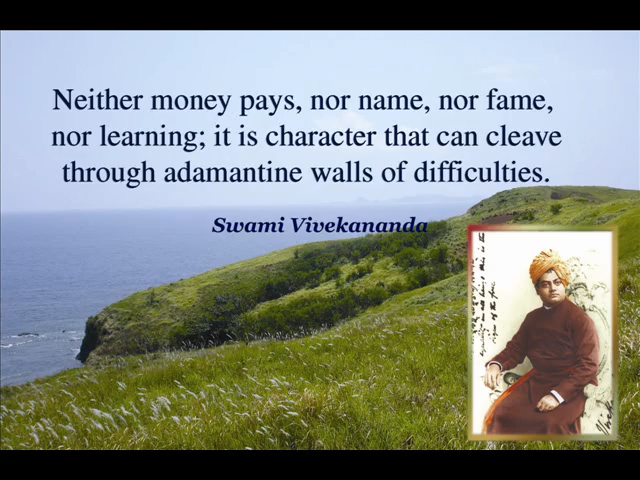 Neither money pays, nor name, nor fame,
nor learning; it is character that can cleave
through adamantine walls of difficulties.
Swami Vivekananda